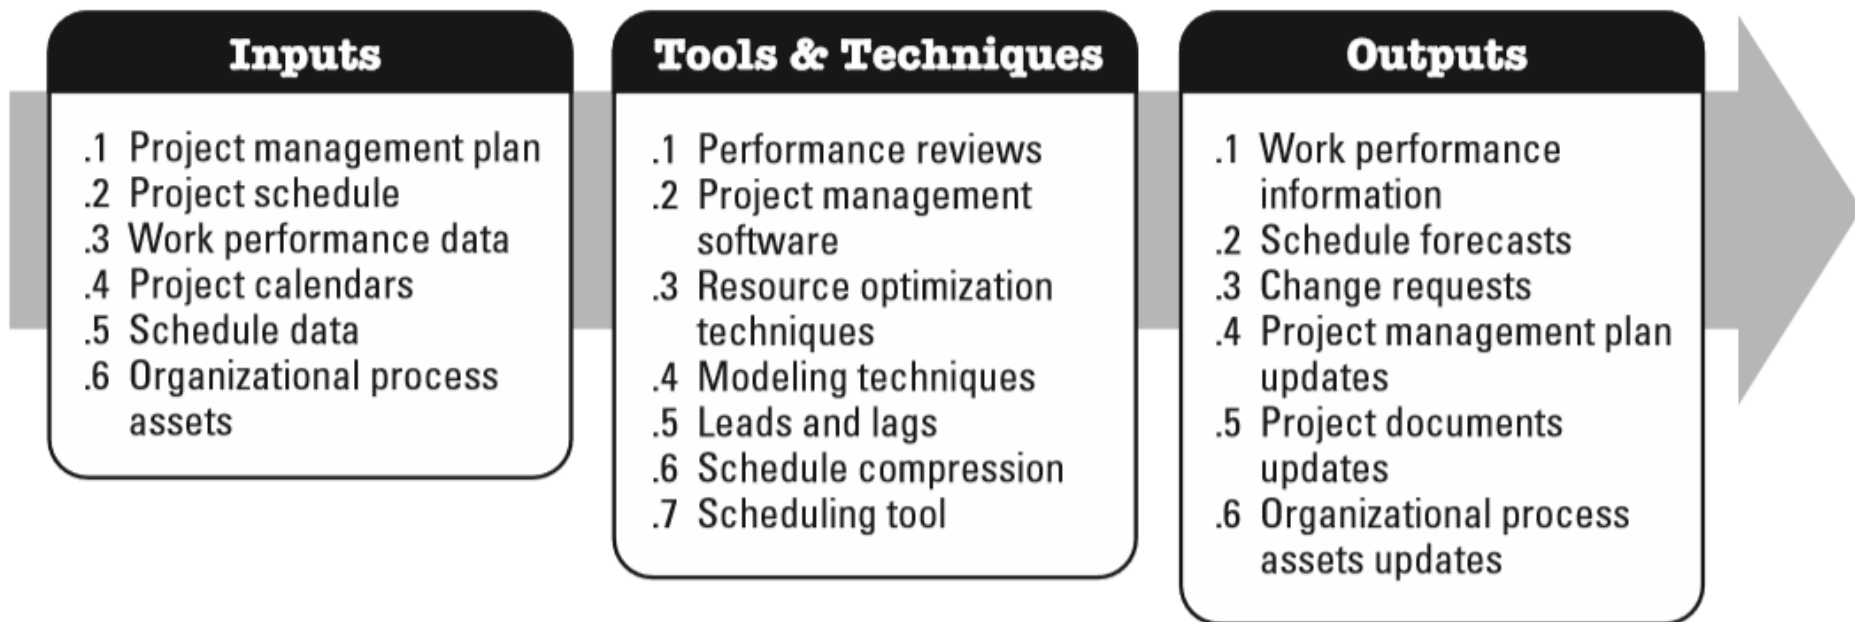 Inputs
.1 Project management plan
.2 Project schedule
.3 Work performance data
.4 Project calendars
.5 Schedule data
.6 Organizational process
assets
Tools & Techniques
.1 Performance reviews
.2 Project management
software
.3 Resource optimization
techniques
.4 Modeling techniques
.5 Leads and lags
.6 Schedule compression
.7 Scheduling tool
Outputs
.1 Work performance
information
.2 Schedule forecasts
.3 Change requests
.4 Project management plan
updates
.5 Project documents
updates
.6 Organizational process
assets updates